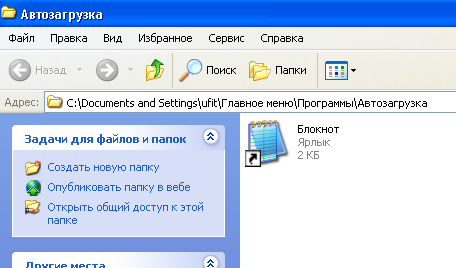 Автозагрузка
Файл Правка Вид Избранное Сервис Справка
Назад Поиск Папки
Адрес: C:\Documents and Settings\ufit\Главное меню\Программы\Автозагрузка
Задачи для файлов и папок
Создать новую папку
Опубликовать папку в вебе
Открыть общий доступ к этой
папке
Другие места
Блокнот
Ярлык
2 КБ